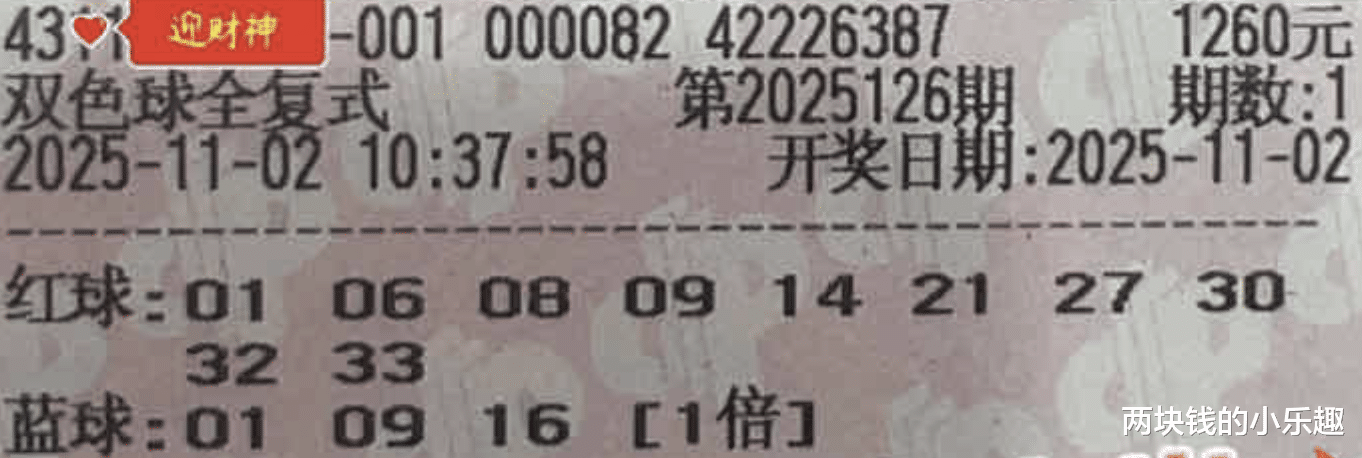 431
迎财神
-001 000082 42226387 1260元
双色球全复式 第2025126期 期数:1
2025-11-02 10:37:58 开奖日期:2025-11-02
红球:01 06 08 09 14 21 27 30
32 33
蓝球:01 09 16 [1倍]
两块钱的小乐趣